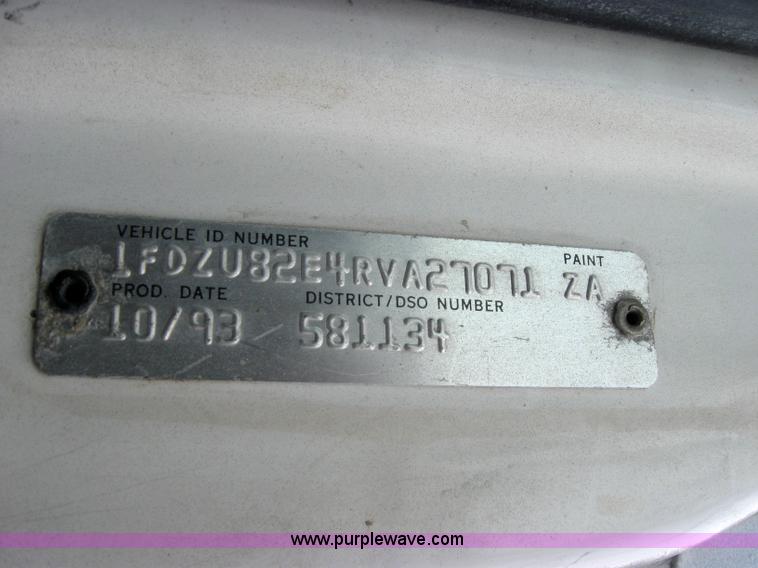 VEHICLE ID NUMBER PAINT
1FDZU82E4RVA27071 ZA
PROD. DATE DISTRICT/DSO NUMBER
10/93 581134
www.purplewave.com